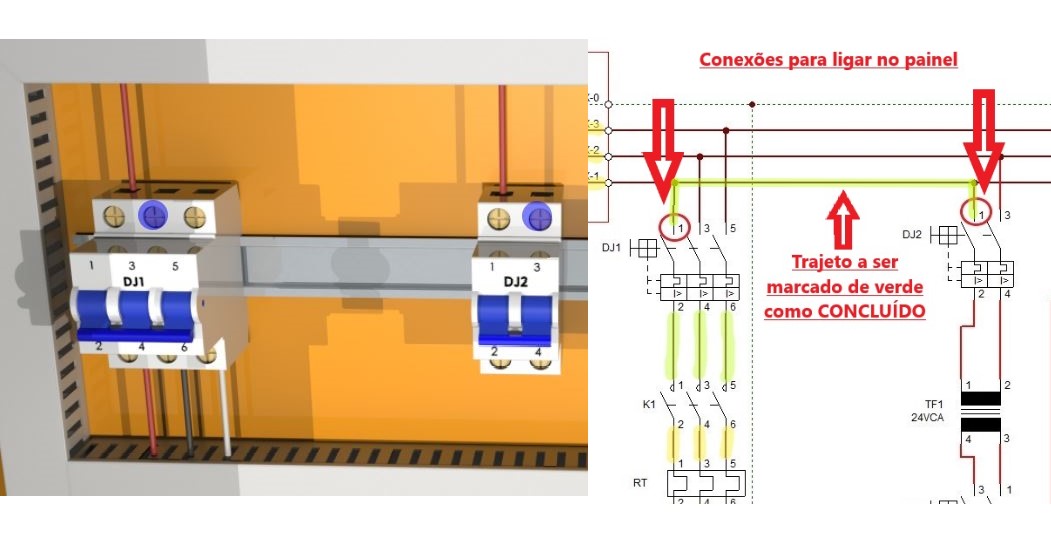 Conexões para ligar no painel
-0
-3
-2
-1
1
3
5
1
3
DJ1
DJ2
1 3 5
DJ1
2 4 6
1 3
DJ2
2 4
Trajeto a ser
marcado de verde
como CONCLUÍDO
I> I> I>
I> I>
2 4 6
2 4
1 3 5
K1
2 4 6
1 2
TF1
24VCA
4 3
1 3 5
RT
2 4 6
3 1